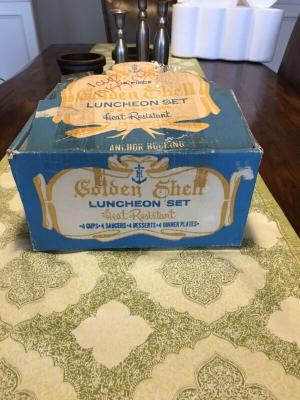 Golden Shell
LUNCHEON SET
Heat Resistant
ANCHOR HOCKING
Golden Shell
LUNCHEON SET
Heat Resistant
•4 CUPS•4 SAUCERS•4 DESSERTS•4 DINNER PLATES•